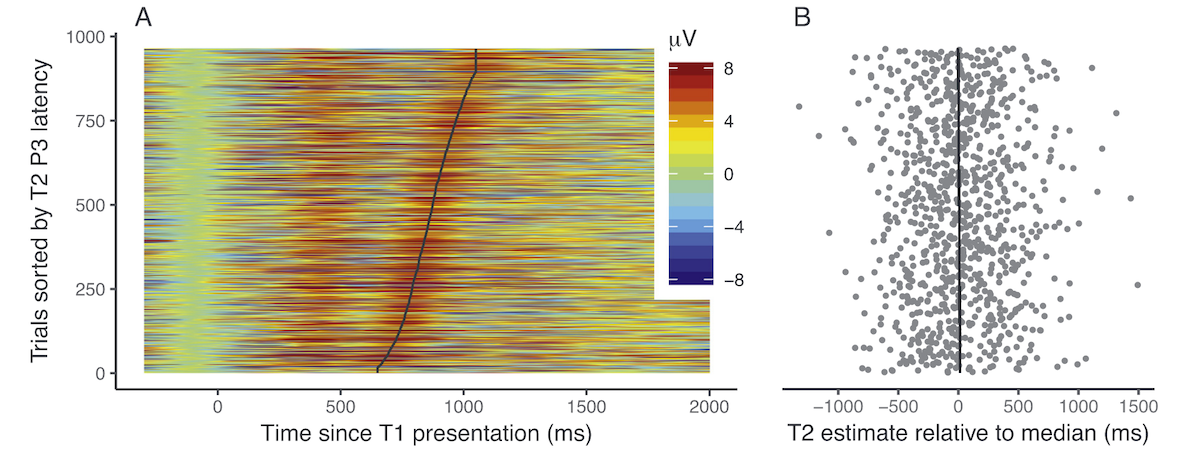 A
B
μV
8
4
0
−4
−8
1000
750
500
250
0
Trials sorted by T2 P3 latency
0 500 1000 1500 2000
Time since T1 presentation (ms)
−1000 −500 0 500 1000 1500
T2 estimate relative to median (ms)